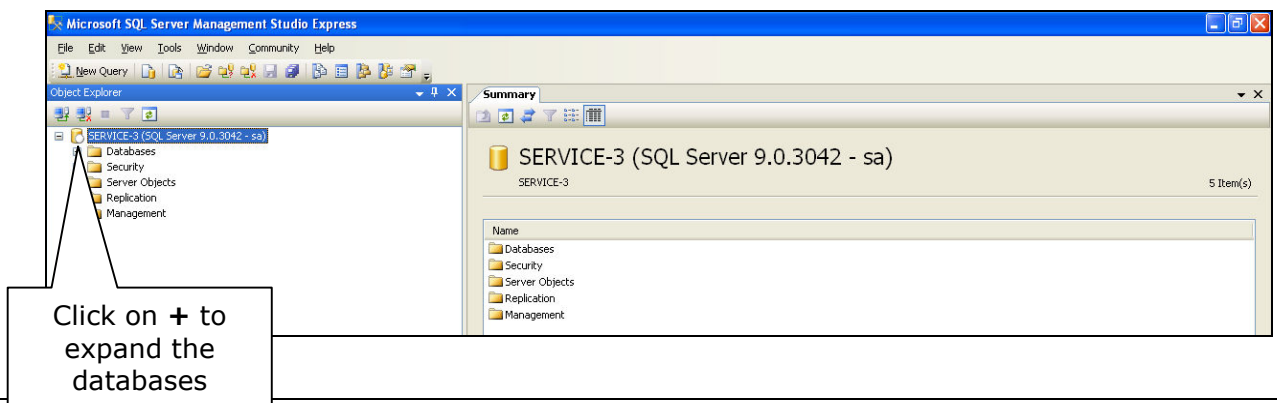 Microsoft SQL Server Management Studio Express
File Edit View Tools Window Community Help
New Query
Object Explorer
SERVICE-3 (SQL Server 9.0.3042 - sa)
Databases
Security
Server Objects
Replication
Management
Summary
SERVICE-3 (SQL Server 9.0.3042 - sa)
SERVICE-3
5 Item(s)
Name
Databases
Security
Server Objects
Replication
Management
Click on + to
expand the
databases